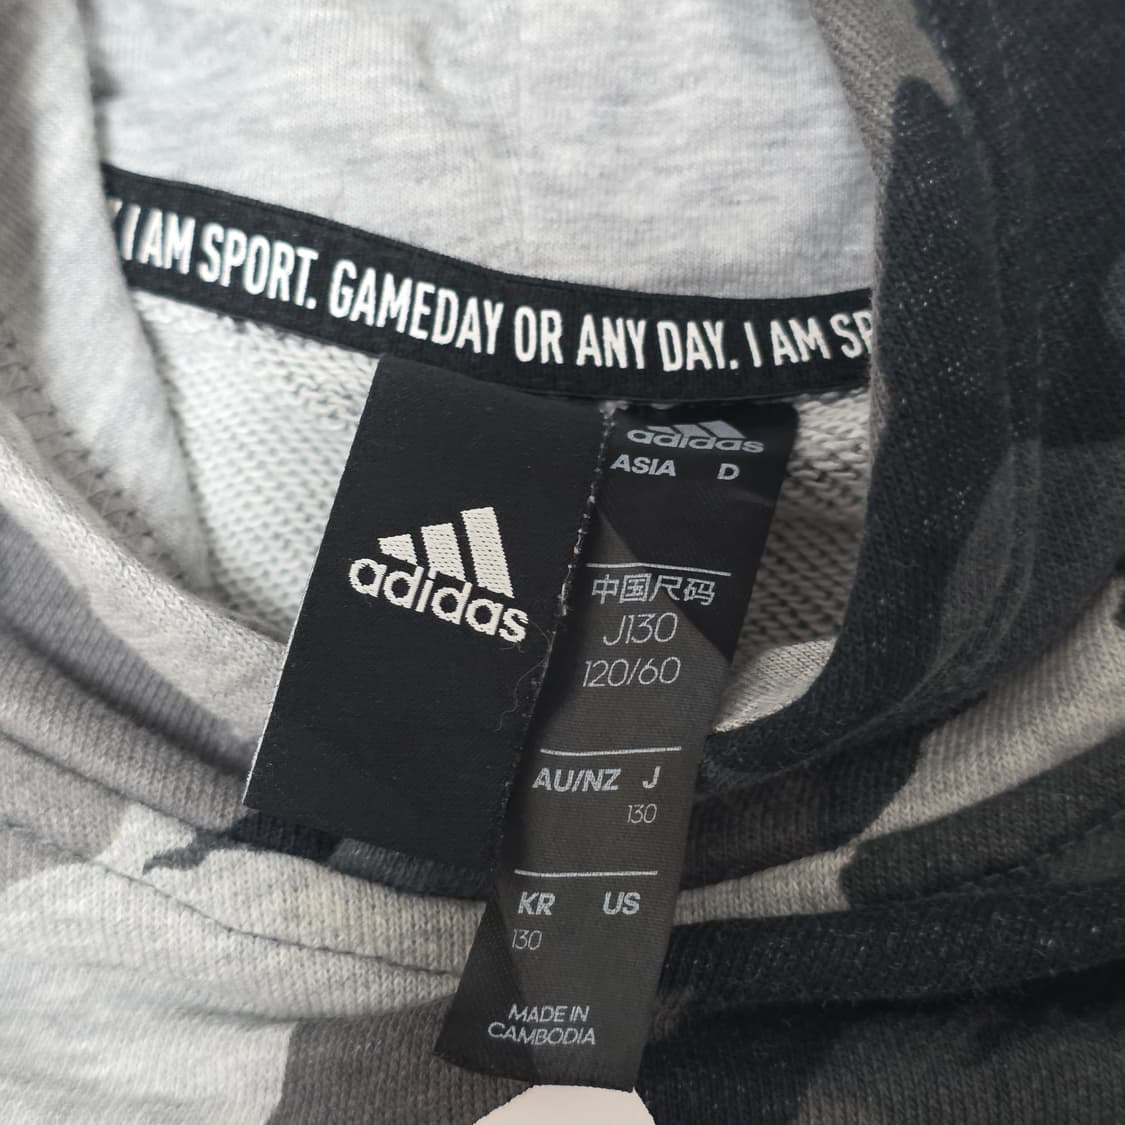 I AM SPORT. GAMEDAY OR ANY DAY. I AM SP
adidas
adidas
ASIA D
中国尺码
J130
120/60
AU/NZ J
130
KR US
130
MADE IN
CAMBODIA